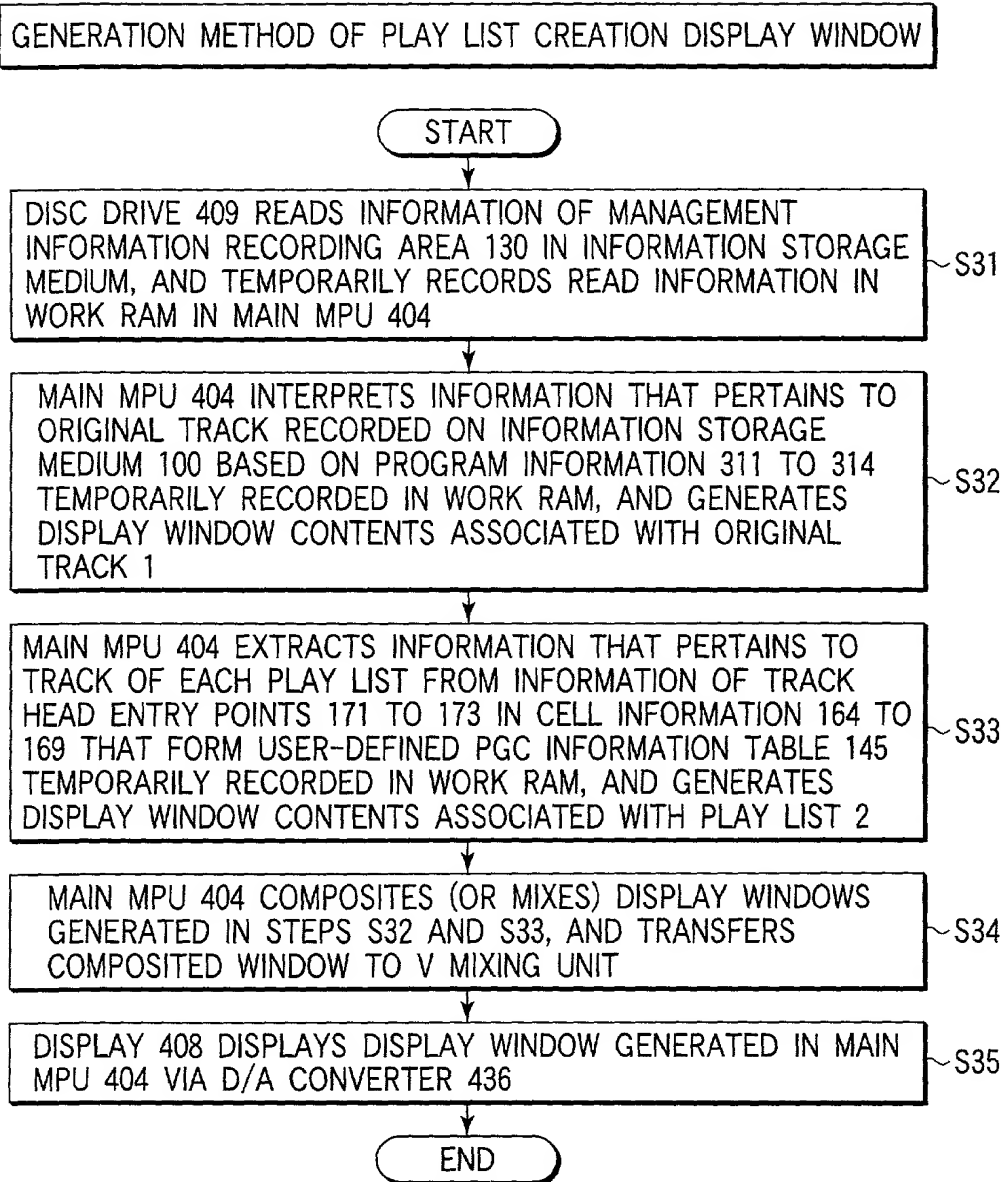 GENERATION METHOD OF PLAY LIST CREATION DISPLAY WINDOW
START
DISC DRIVE 409 READS INFORMATION OF MANAGEMENT
INFORMATION RECORDING AREA 130 IN INFORMATION STORAGE
MEDIUM, AND TEMPORARILY RECORDS READ INFORMATION IN
WORK RAM IN MAIN MPU 404
S31
MAIN MPU 404 INTERPRETS INFORMATION THAT PERTAINS TO
ORIGINAL TRACK RECORDED ON INFORMATION STORAGE
MEDIUM 100 BASED ON PROGRAM INFORMATION 311 TO 314
TEMPORARILY RECORDED IN WORK RAM, AND GENERATES
DISPLAY WINDOW CONTENTS ASSOCIATED WITH ORIGINAL
TRACK 1
S32
MAIN MPU 404 EXTRACTS INFORMATION THAT PERTAINS TO
TRACK OF EACH PLAY LIST FROM INFORMATION OF TRACK
HEAD ENTRY POINTS 171 TO 173 IN CELL INFORMATION 164 TO
169 THAT FORM USER-DEFINED PGC INFORMATION TABLE 145
TEMPORARILY RECORDED IN WORK RAM, AND GENERATES
DISPLAY WINDOW CONTENTS ASSOCIATED WITH PLAY LIST 2
S33
MAIN MPU 404 COMPOSITES (OR MIXES) DISPLAY WINDOWS
GENERATED IN STEPS S32 AND S33, AND TRANSFERS
COMPOSITED WINDOW TO V MIXING UNIT
S34
DISPLAY 408 DISPLAYS DISPLAY WINDOW GENERATED IN MAIN
MPU 404 VIA D/A CONVERTER 436
S35
END